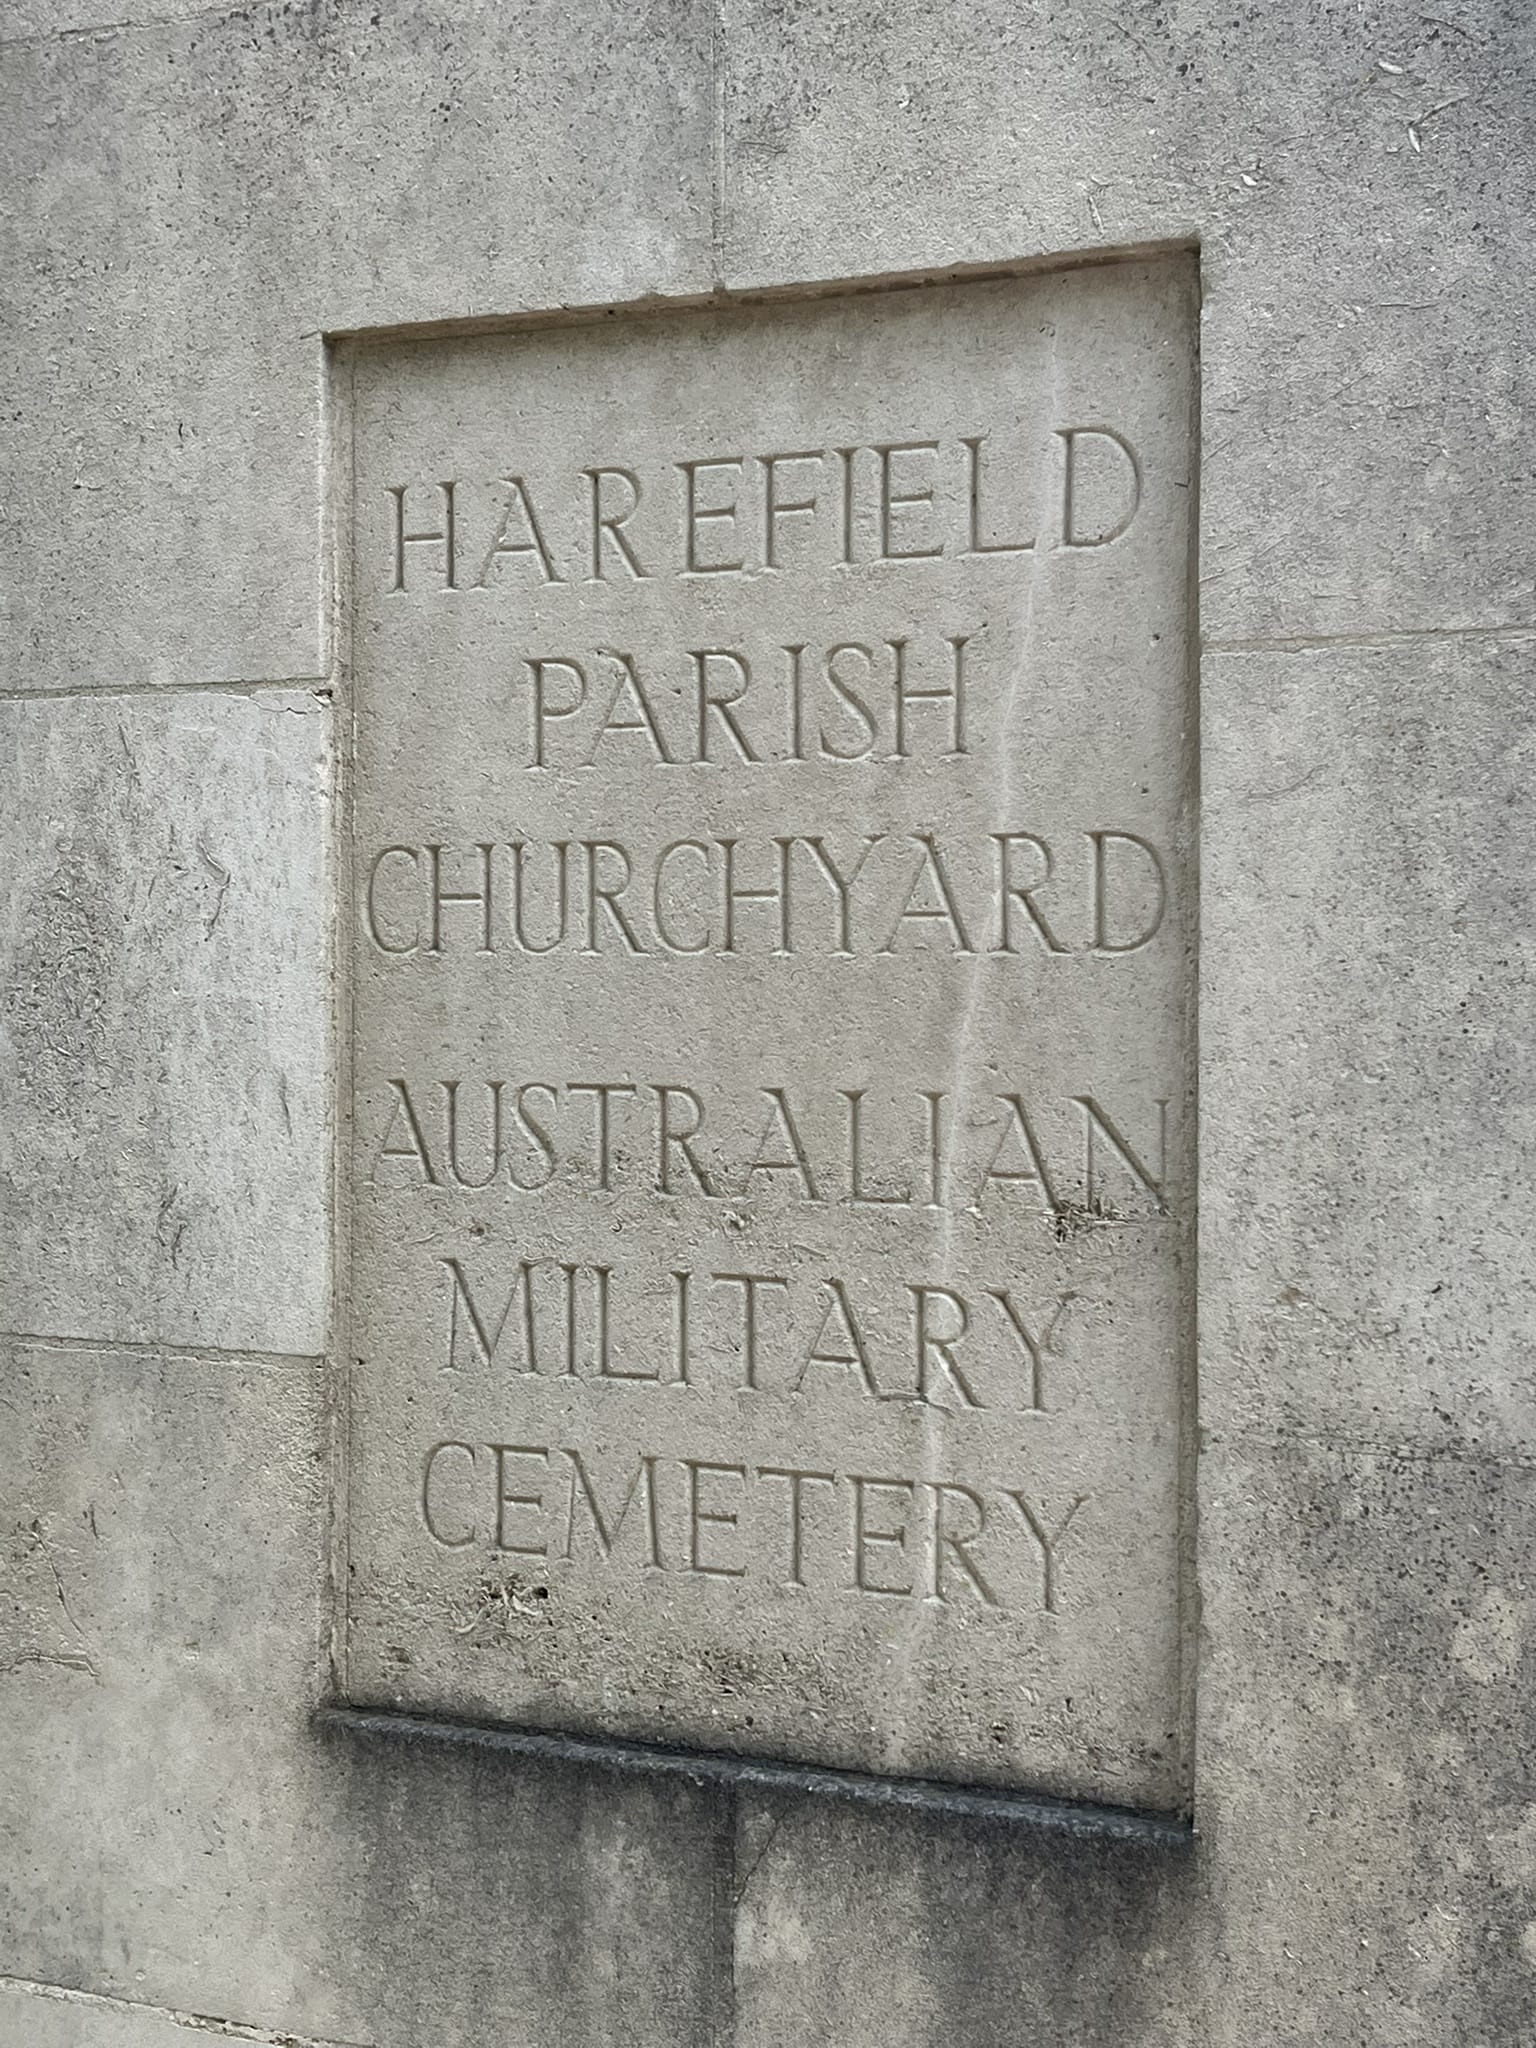 HAREFIELD
PARISH
CHURCHYARD
AUSTRALIAN
MILITARY
CEMETERY